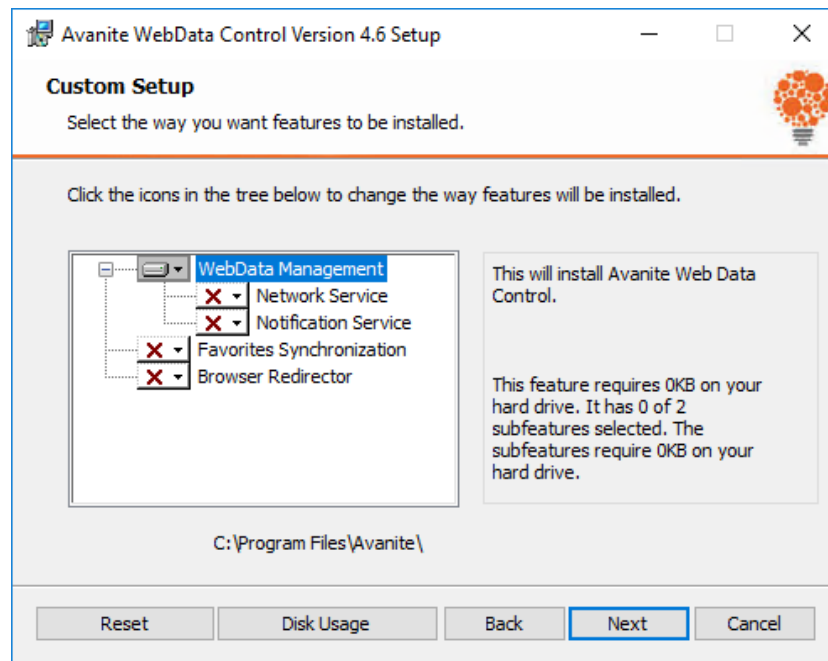 Avanite WebData Control Version 4.6 Setup
Custom Setup
Select the way you want features to be installed.
Click the icons in the tree below to change the way features will be installed.
WebData Management
Network Service
Notification Service
Favorites Synchronization
Browser Redirector
This will install Avanite Web Data
Control.
This feature requires 0KB on your
hard drive. It has 0 of 2
subfeatures selected. The
subfeatures require 0KB on your
hard drive.
C:\Program Files\Avanite\
Reset
Disk Usage
Back
Next
Cancel